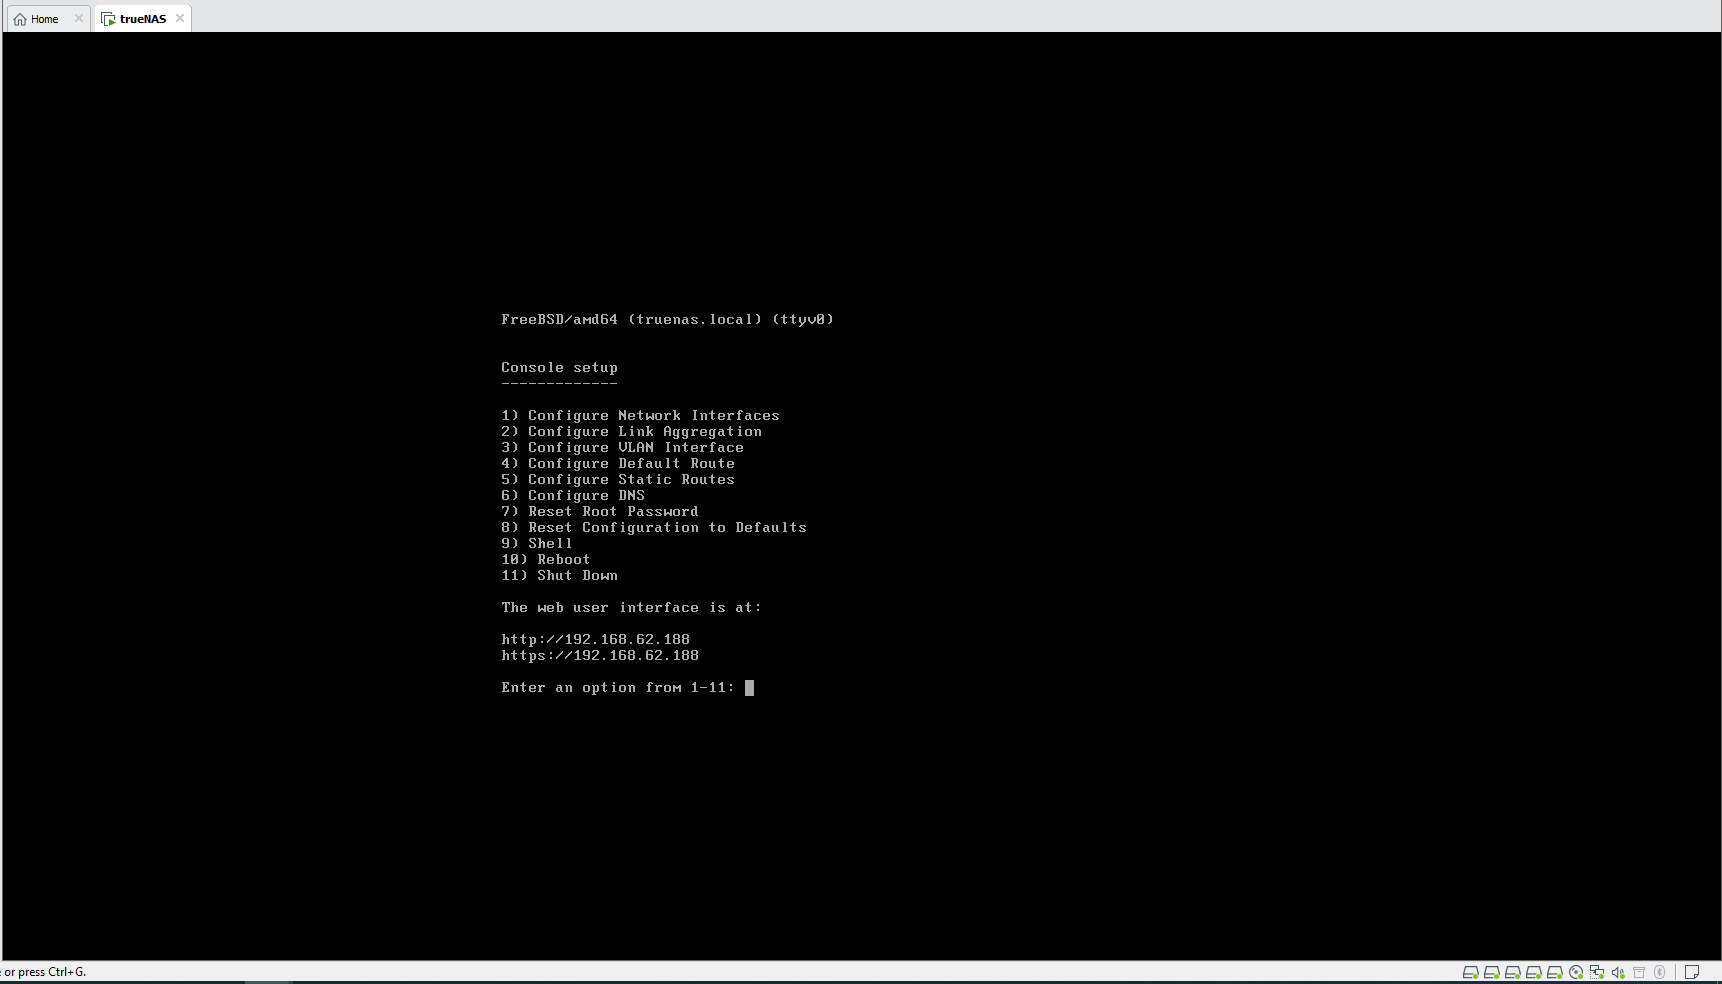 Home
trueNAS
FreeBSD/amd64 (truenas.local) (ttyv0)
Console setup
-------------
1) Configure Network Interfaces
2) Configure Link Aggregation
3) Configure VLAN Interface
4) Configure Default Route
5) Configure Static Routes
6) Configure DNS
7) Reset Root Password
8) Reset Configuration to Defaults
9) Shell
10) Reboot
11) Shut Down
The web user interface is at:
http://192.168.62.188
https://192.168.62.188
Enter an option from 1-11:
or press Ctrl+G.